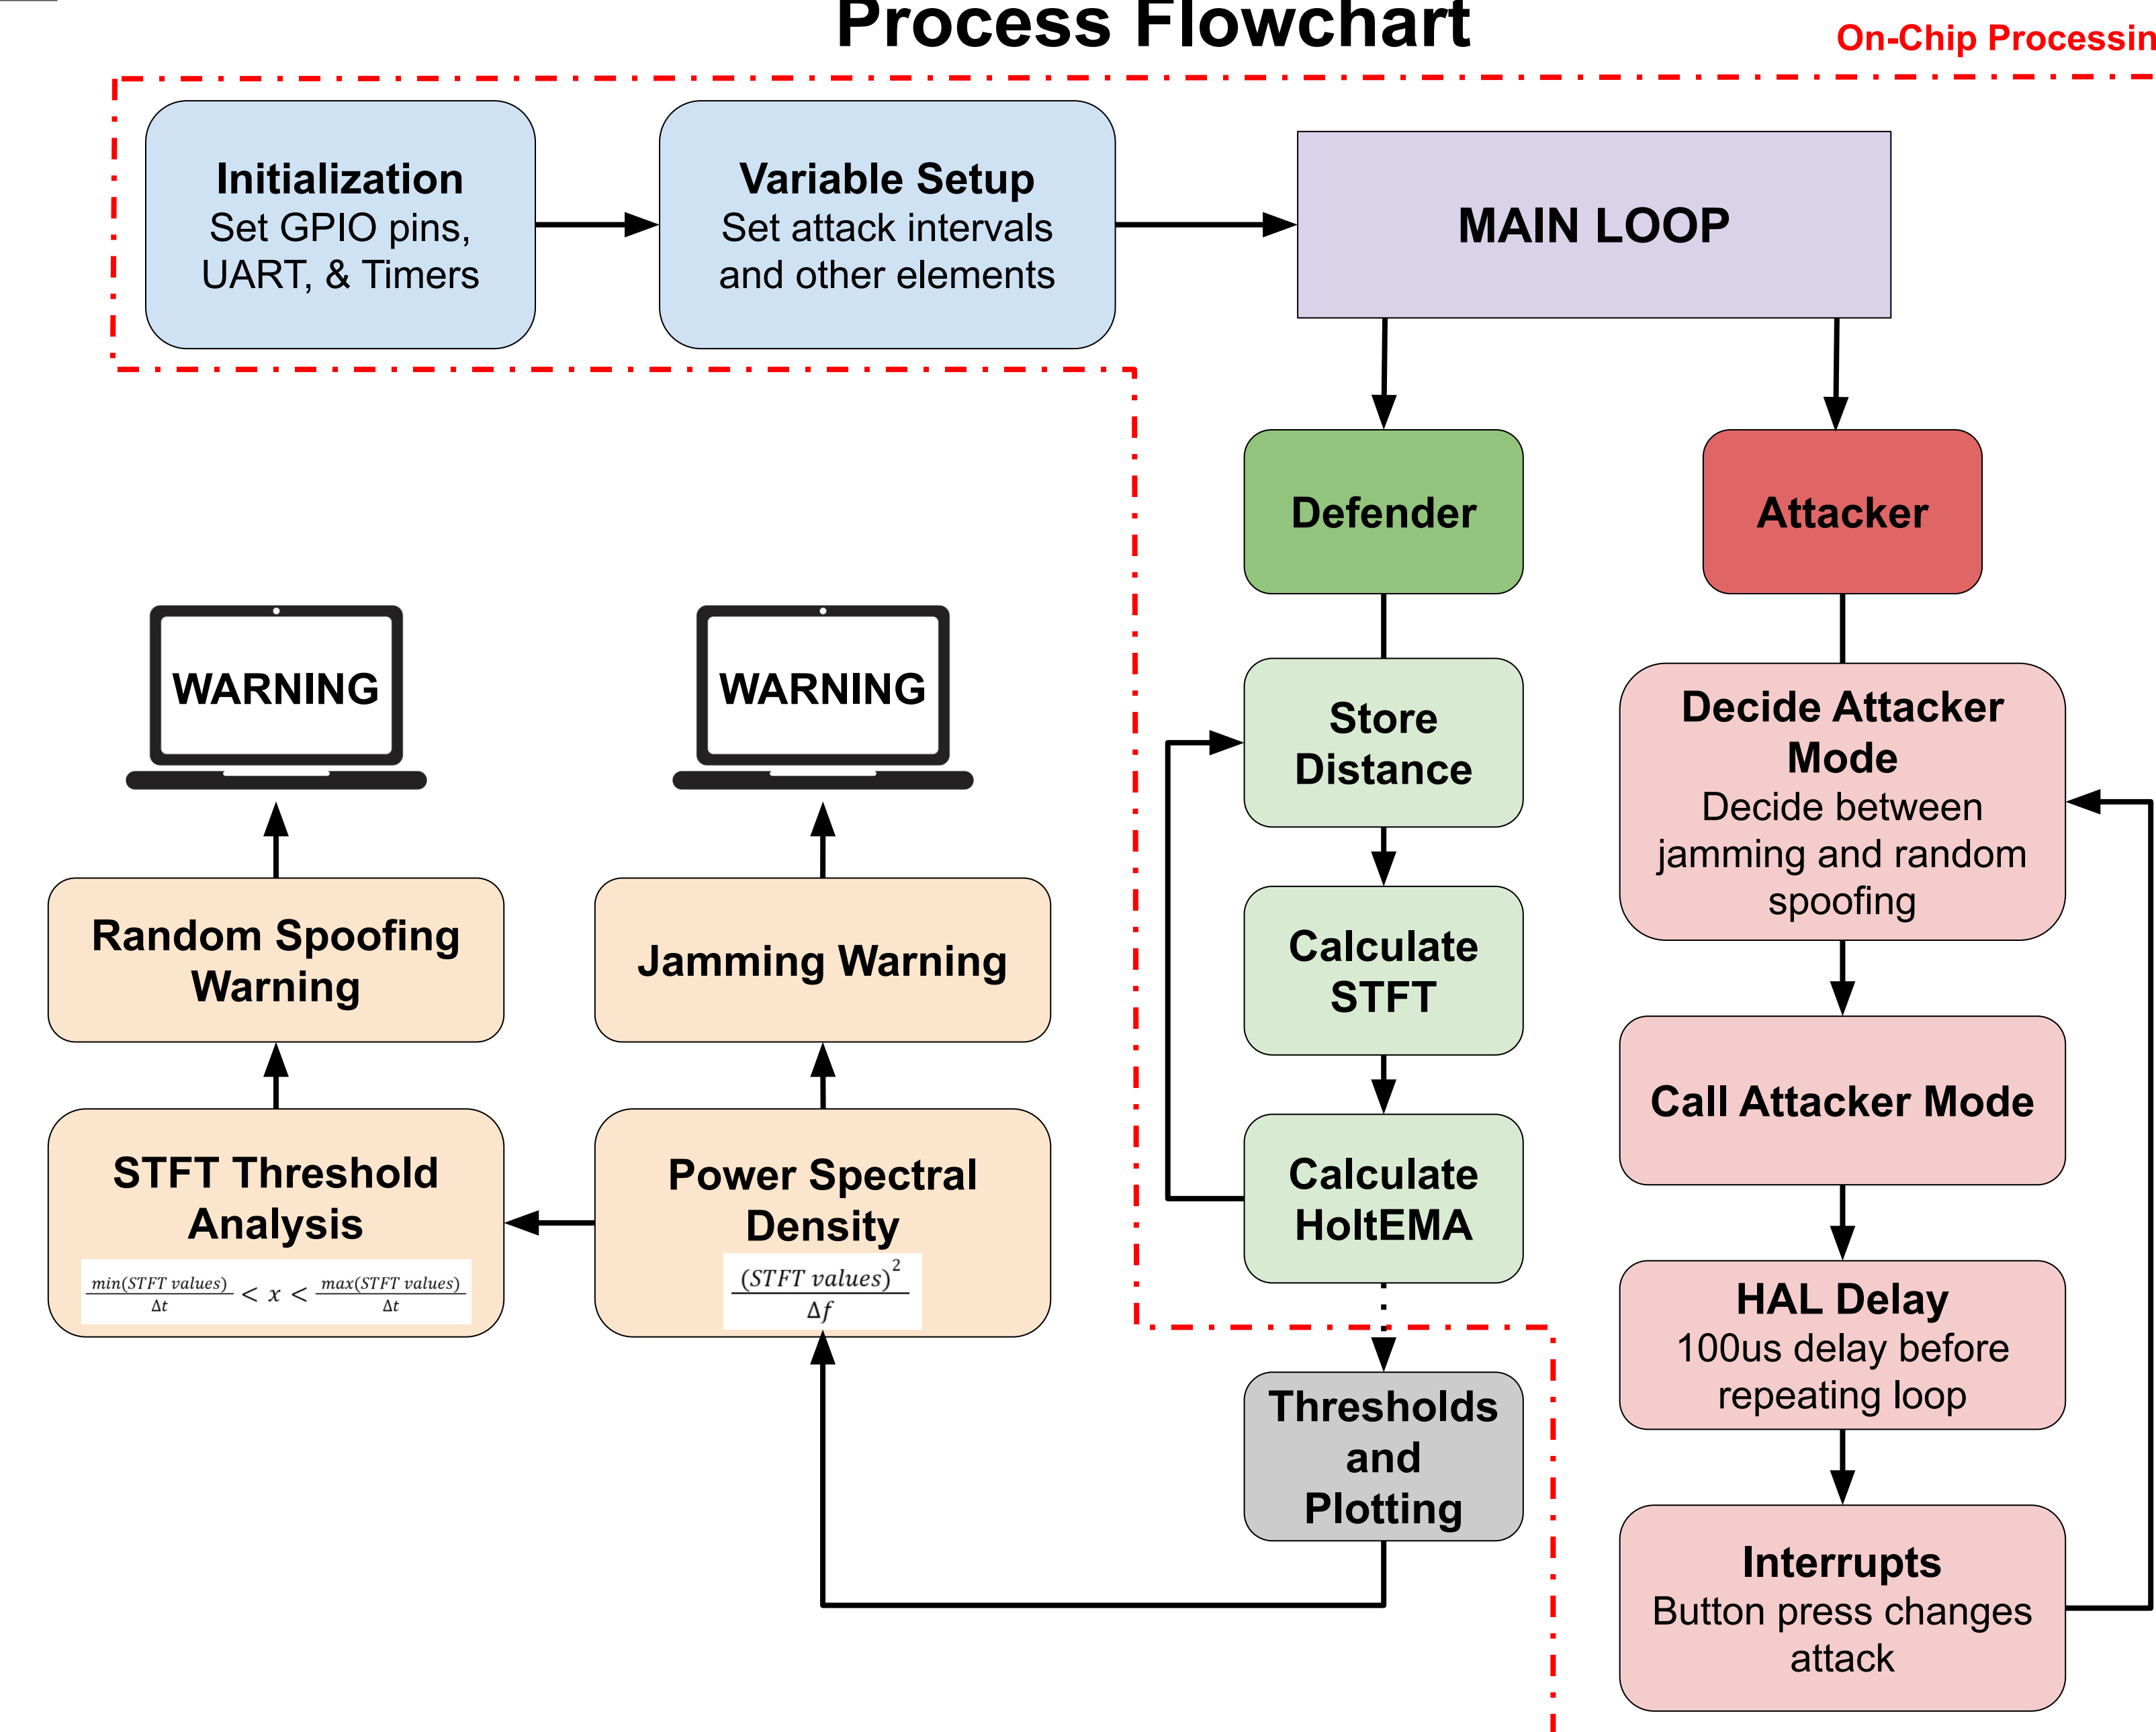 Process Flowchart
On-Chip Processin
Initialization
Set GPIO pins,
UART, & Timers
Variable Setup
Set attack intervals
and other elements
MAIN LOOP
Defender
Attacker
WARNING
WARNING
Store
Distance
Decide Attacker
Mode
Decide between
jamming and random
spoofing
Random Spoofing
Warning
Jamming Warning
Calculate
STFT
Call Attacker Mode
STFT Threshold
Analysis
min(STFT values)/Δt < x < max(STFT values)/Δt
Power Spectral
Density
(STFT values)²/Δf
Calculate
HoltEMA
HAL Delay
100us delay before
repeating loop
Thresholds
and
Plotting
Interrupts
Button press changes
attack